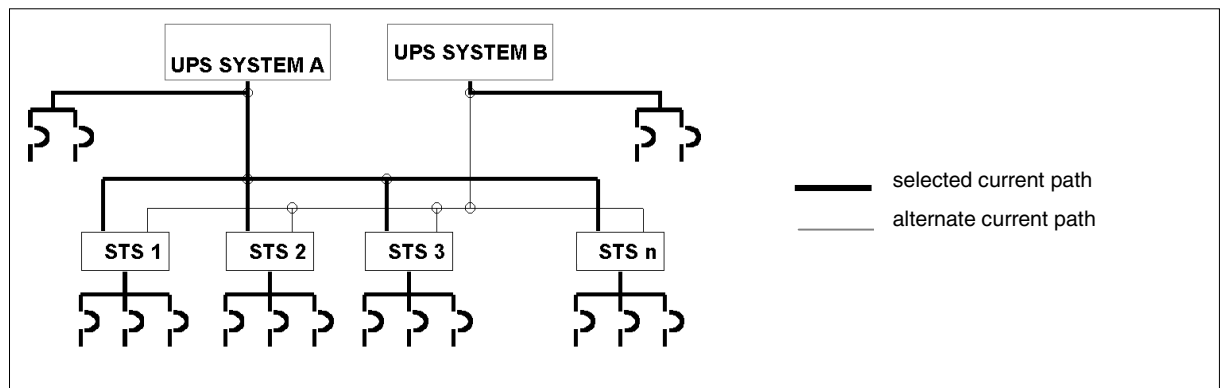 UPS SYSTEM A
UPS SYSTEM B
selected current path
alternate current path
STS 1
STS 2
STS 3
STS n